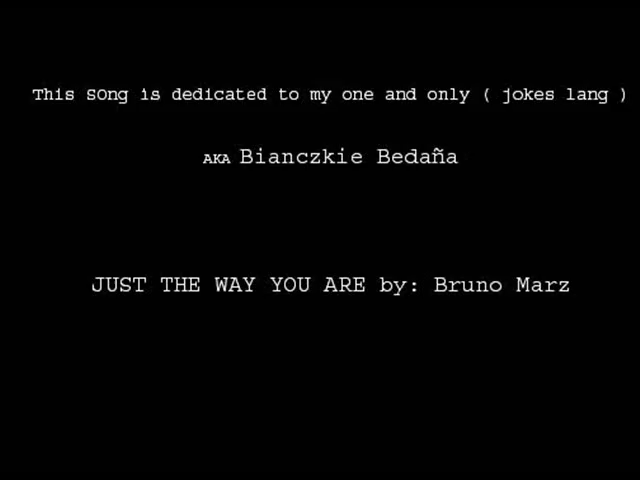 This SOng is dedicated to my one and only ( jokes lang )
AKA Bianczkie Bedaña
JUST THE WAY YOU ARE by: Bruno Marz